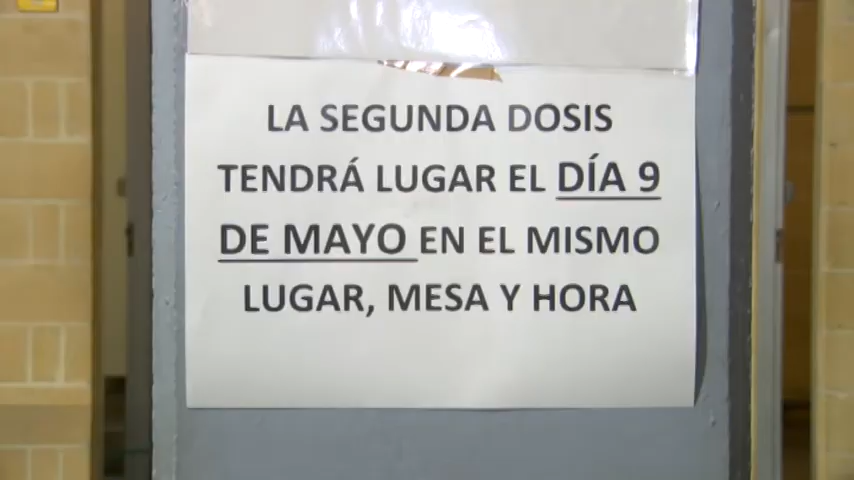 LA SEGUNDA DOSIS
TENDRÁ LUGAR EL DÍA 9
DE MAYO EN EL MISMO
LUGAR, MESA Y HORA